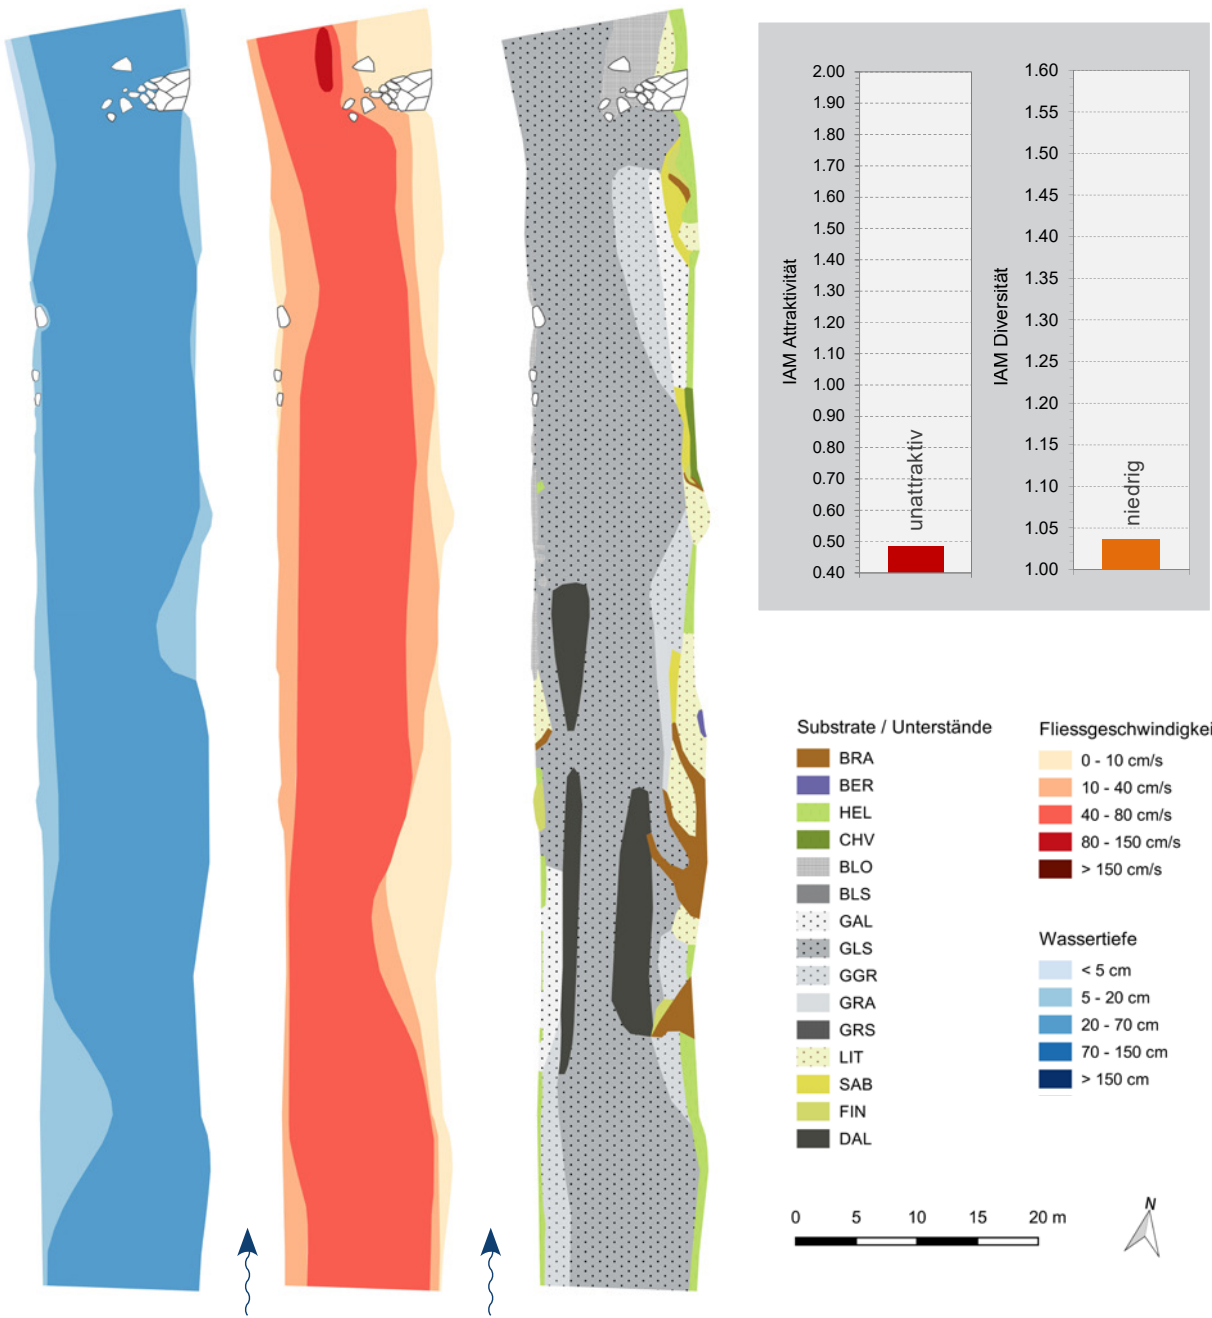 2.00
1.90
1.80
1.70
1.60
1.50
1.40
1.30
1.20
1.10
1.00
0.90
0.80
0.70
0.60
0.50
0.40
IAM Attraktivität
unattraktiv
1.60
1.55
1.50
1.45
1.40
1.35
1.30
1.25
1.20
1.15
1.10
1.05
1.00
IAM Diversität
niedrig
Substrate / Unterstände
BRA
BER
HEL
CHV
BLO
BLS
GAL
GLS
GGR
GRA
GRS
LIT
SAB
FIN
DAL
Fliessgeschwindigkei
0 - 10 cm/s
10 - 40 cm/s
40 - 80 cm/s
80 - 150 cm/s
> 150 cm/s
Wassertiefe
< 5 cm
5 - 20 cm
20 - 70 cm
70 - 150 cm
> 150 cm
0 5 10 15 20 m
N